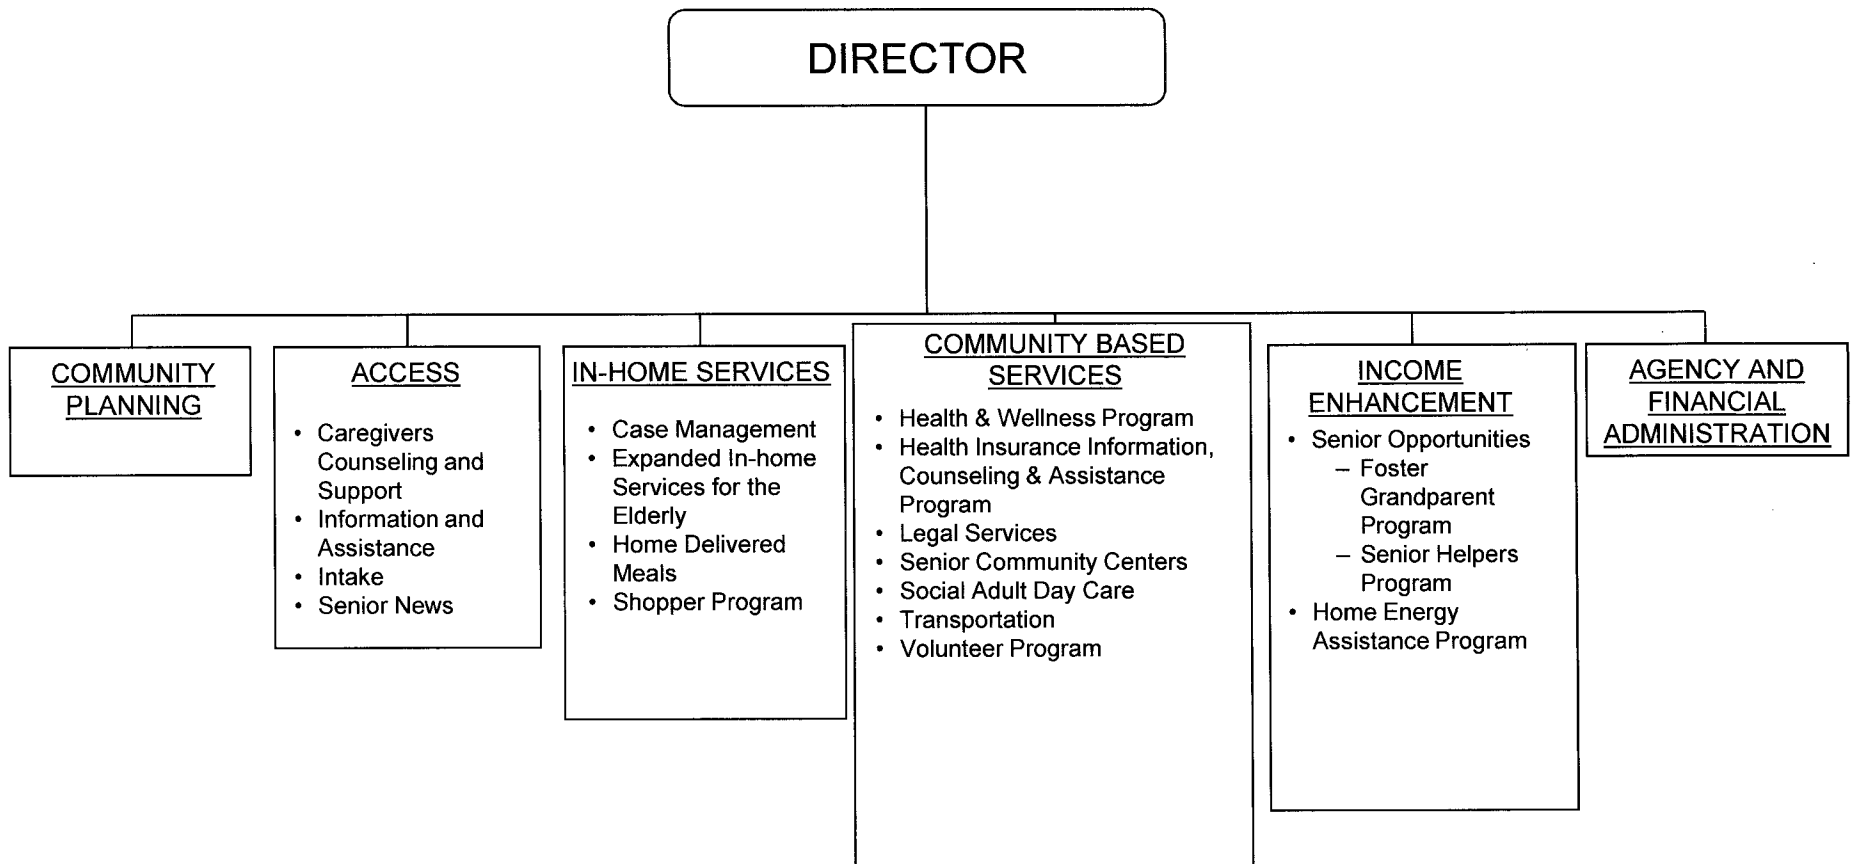 DIRECTOR
COMMUNITY
PLANNING
ACCESS
• Caregivers
Counseling and
Support
• Information and
Assistance
• Intake
• Senior News
IN-HOME SERVICES
• Case Management
• Expanded In-home
Services for the
Elderly
• Home Delivered
Meals
• Shopper Program
COMMUNITY BASED
SERVICES
• Health & Wellness Program
• Health Insurance Information,
Counseling & Assistance
Program
• Legal Services
• Senior Community Centers
• Social Adult Day Care
• Transportation
• Volunteer Program
INCOME
ENHANCEMENT
• Senior Opportunities
– Foster
Grandparent
Program
– Senior Helpers
Program
• Home Energy
Assistance Program
AGENCY AND
FINANCIAL
ADMINISTRATION